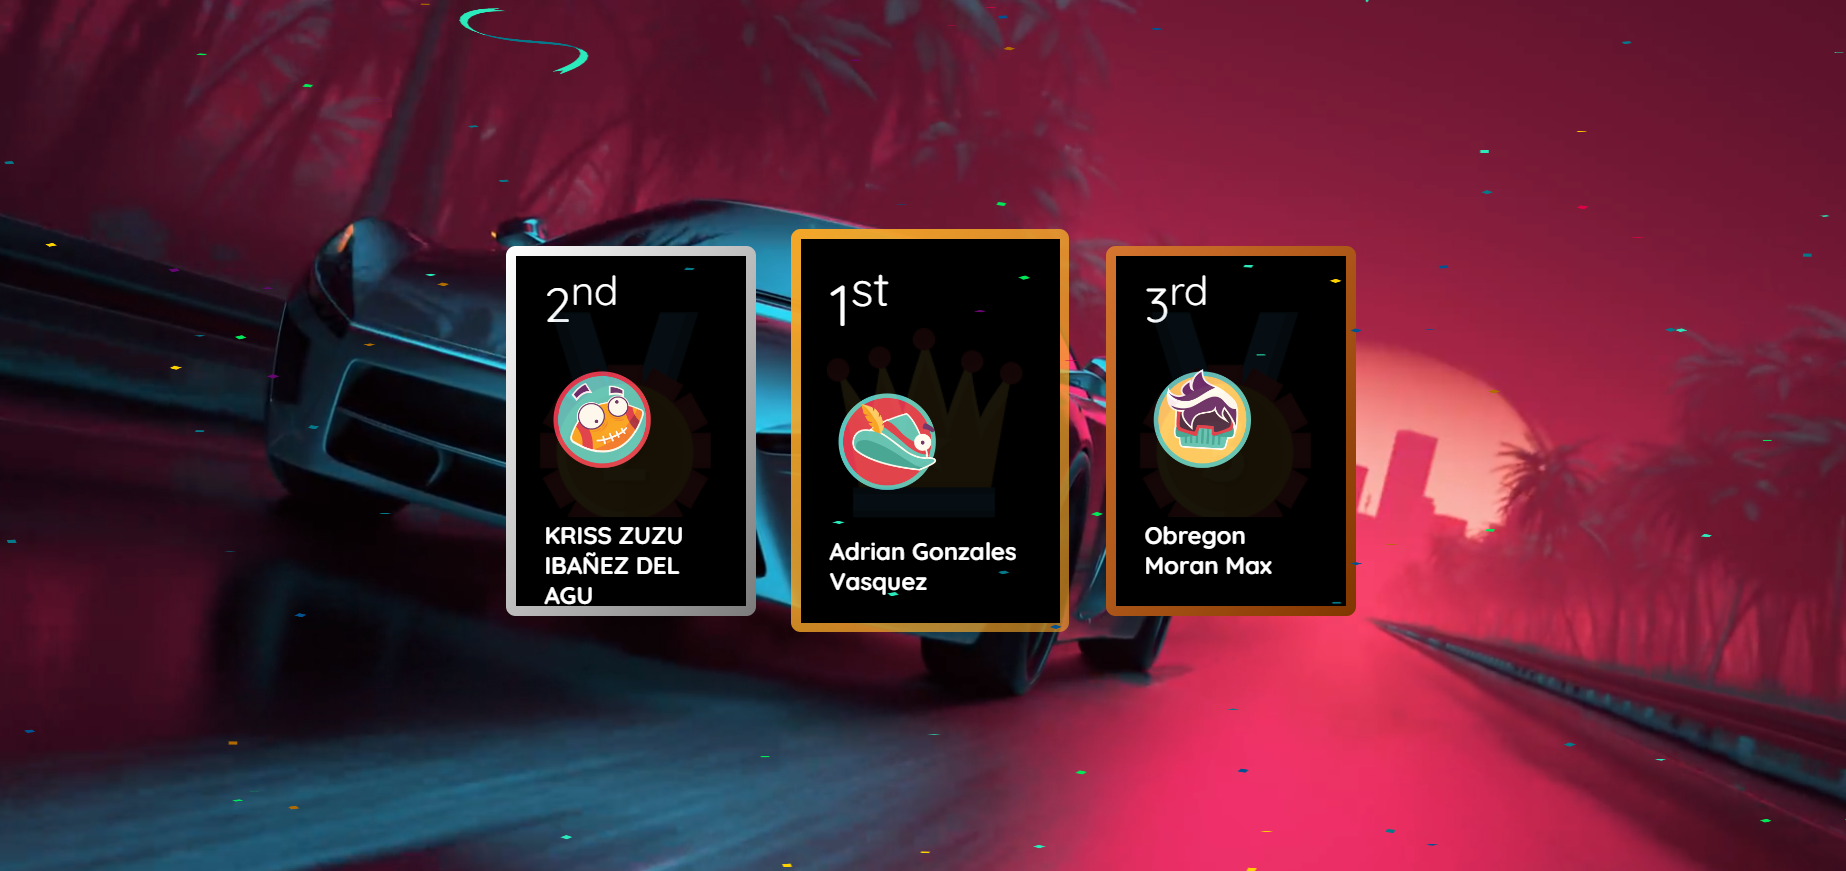 2nd
KRISS ZUZU
IBAÑEZ DEL
AGU
1st
Adrian Gonzales
Vasquez
3rd
Obregon
Moran Max